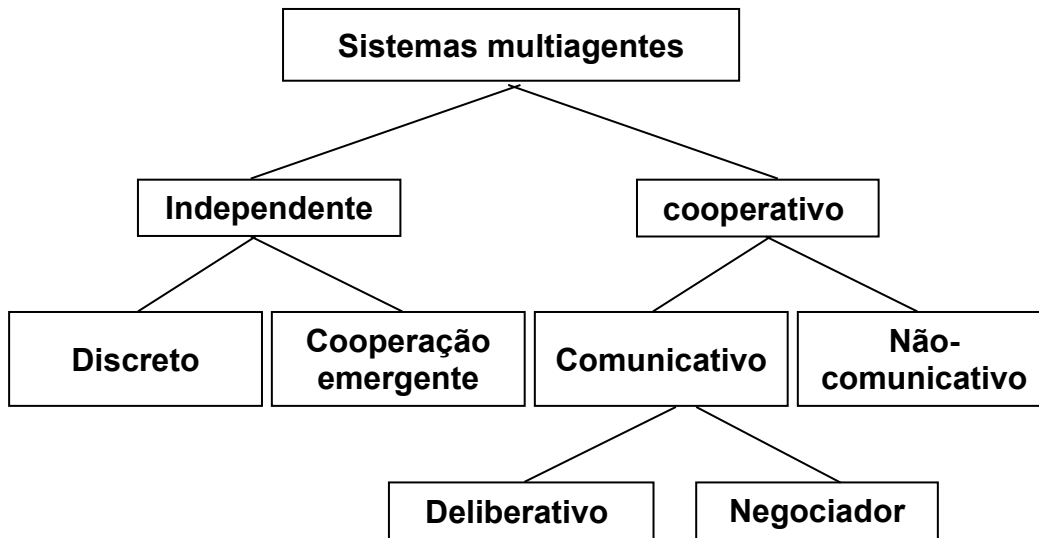 Sistemas multiagentes
Independente
cooperativo
Discreto
Cooperação
emergente
Comunicativo
Não-
comunicativo
Deliberativo
Negociador